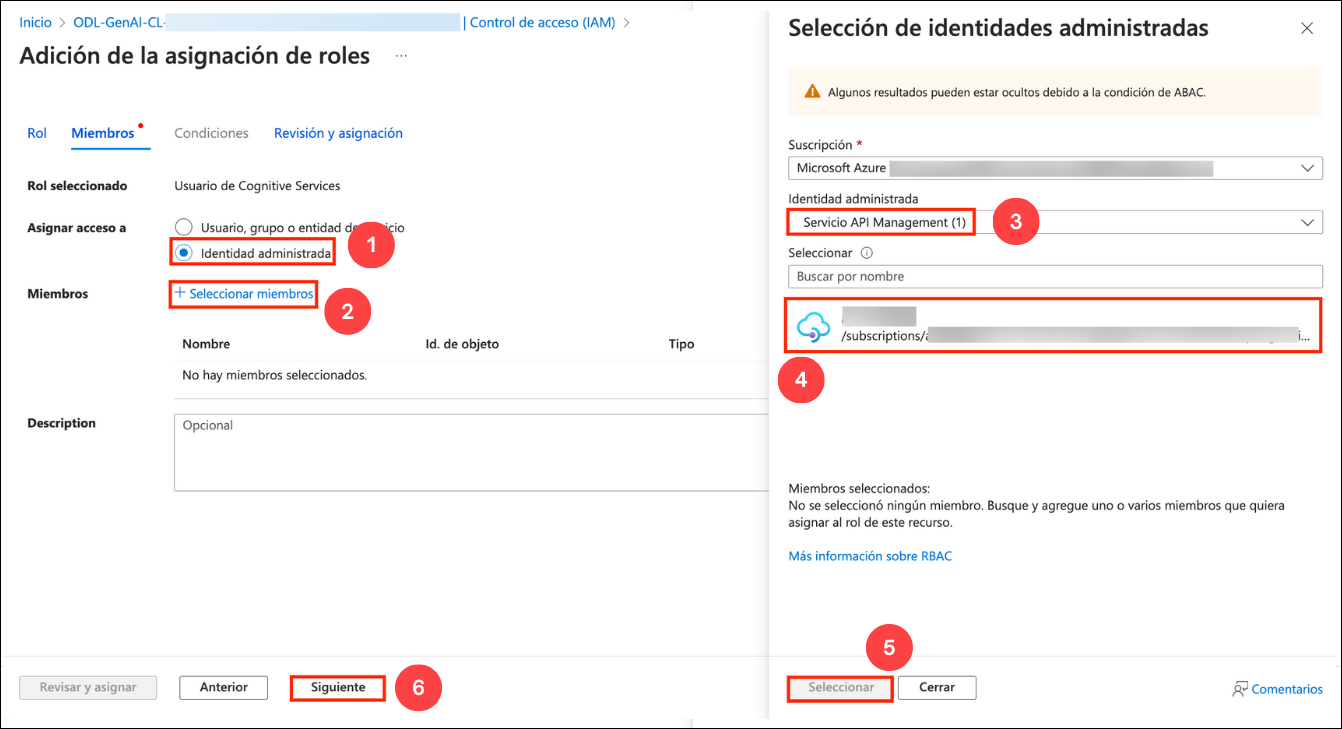 Inicio > ODL-GenAI-CL- | Control de acceso (IAM) >
Adición de la asignación de roles ...
Rol Miembros Condiciones Revisión y asignación
Rol seleccionado Usuario de Cognitive Services
Asignar acceso a Usuario, grupo o entidad de icio
Identidad administrada 1
Miembros + Seleccionar miembros 2
Nombre Id. de objeto Tipo
No hay miembros seleccionados.
Description Opcional
Revisar y asignar Anterior Siguiente 6
Selección de identidades administradas
Algunos resultados pueden estar ocultos debido a la condición de ABAC.
Suscripción *
Microsoft Azure
Identidad administrada
Servicio API Management (1) 3
Seleccionar
Buscar por nombre
/subscriptions/a i...
4
Miembros seleccionados:
No se seleccionó ningún miembro. Busque y agregue uno o varios miembros que quiera
asignar al rol de este recurso.
Más información sobre RBAC
5
Seleccionar Cerrar Comentarios